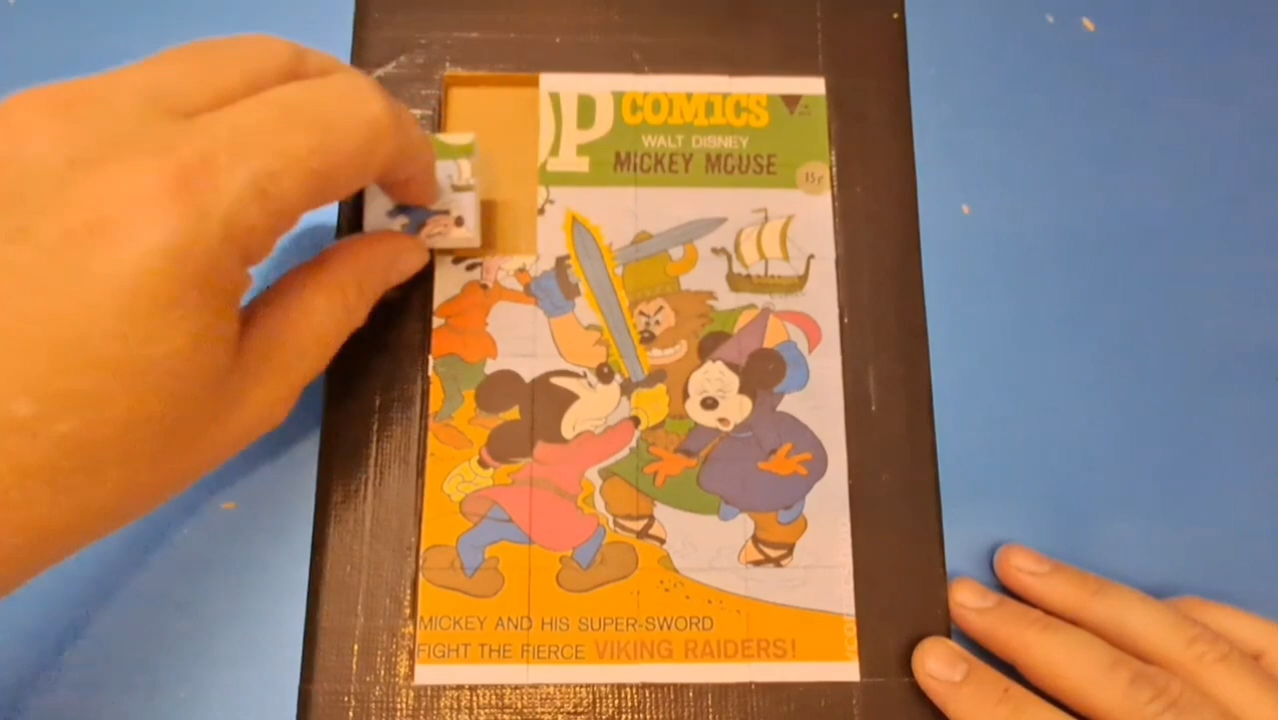 P COMICS
WALT DISNEY
MICKEY MOUSE
15¢
MICKEY AND HIS SUPER-SWORD
FIGHT THE FIERCE VIKING RAIDERS!